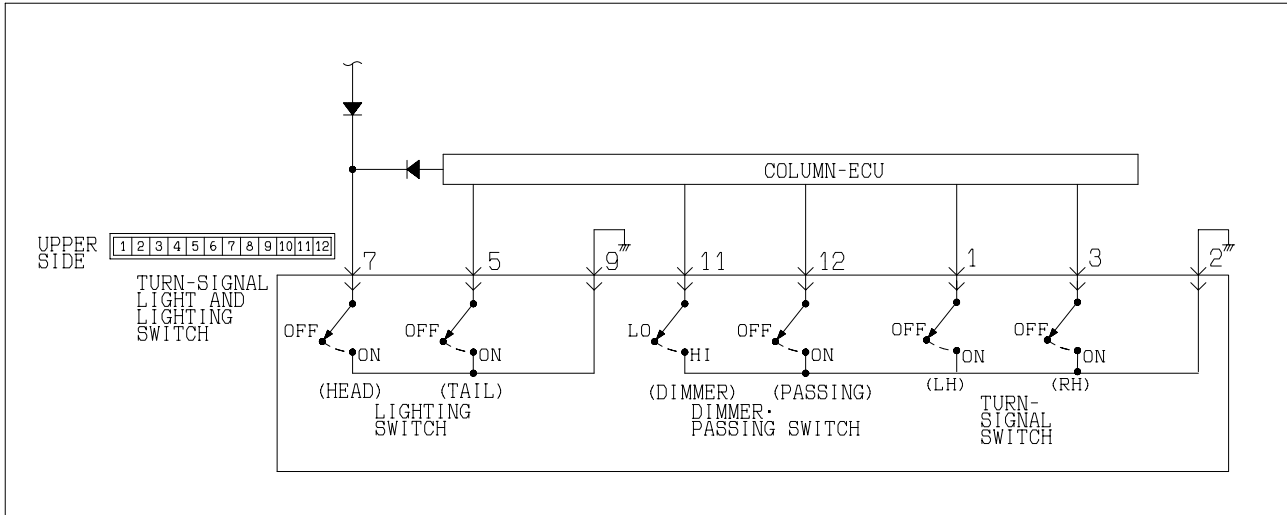 COLUMN-ECU
UPPER
SIDE
1 2 3 4 5 6 7 8 9 10 11 12
7 5 9 11 12 1 3 2
TURN-SIGNAL
LIGHT AND
LIGHTING
SWITCH
OFF ON OFF ON LO HI OFF ON OFF ON OFF ON
(HEAD) (TAIL) (DIMMER) (PASSING) (LH) (RH)
LIGHTING
SWITCH
DIMMER·
PASSING SWITCH
TURN-
SIGNAL
SWITCH